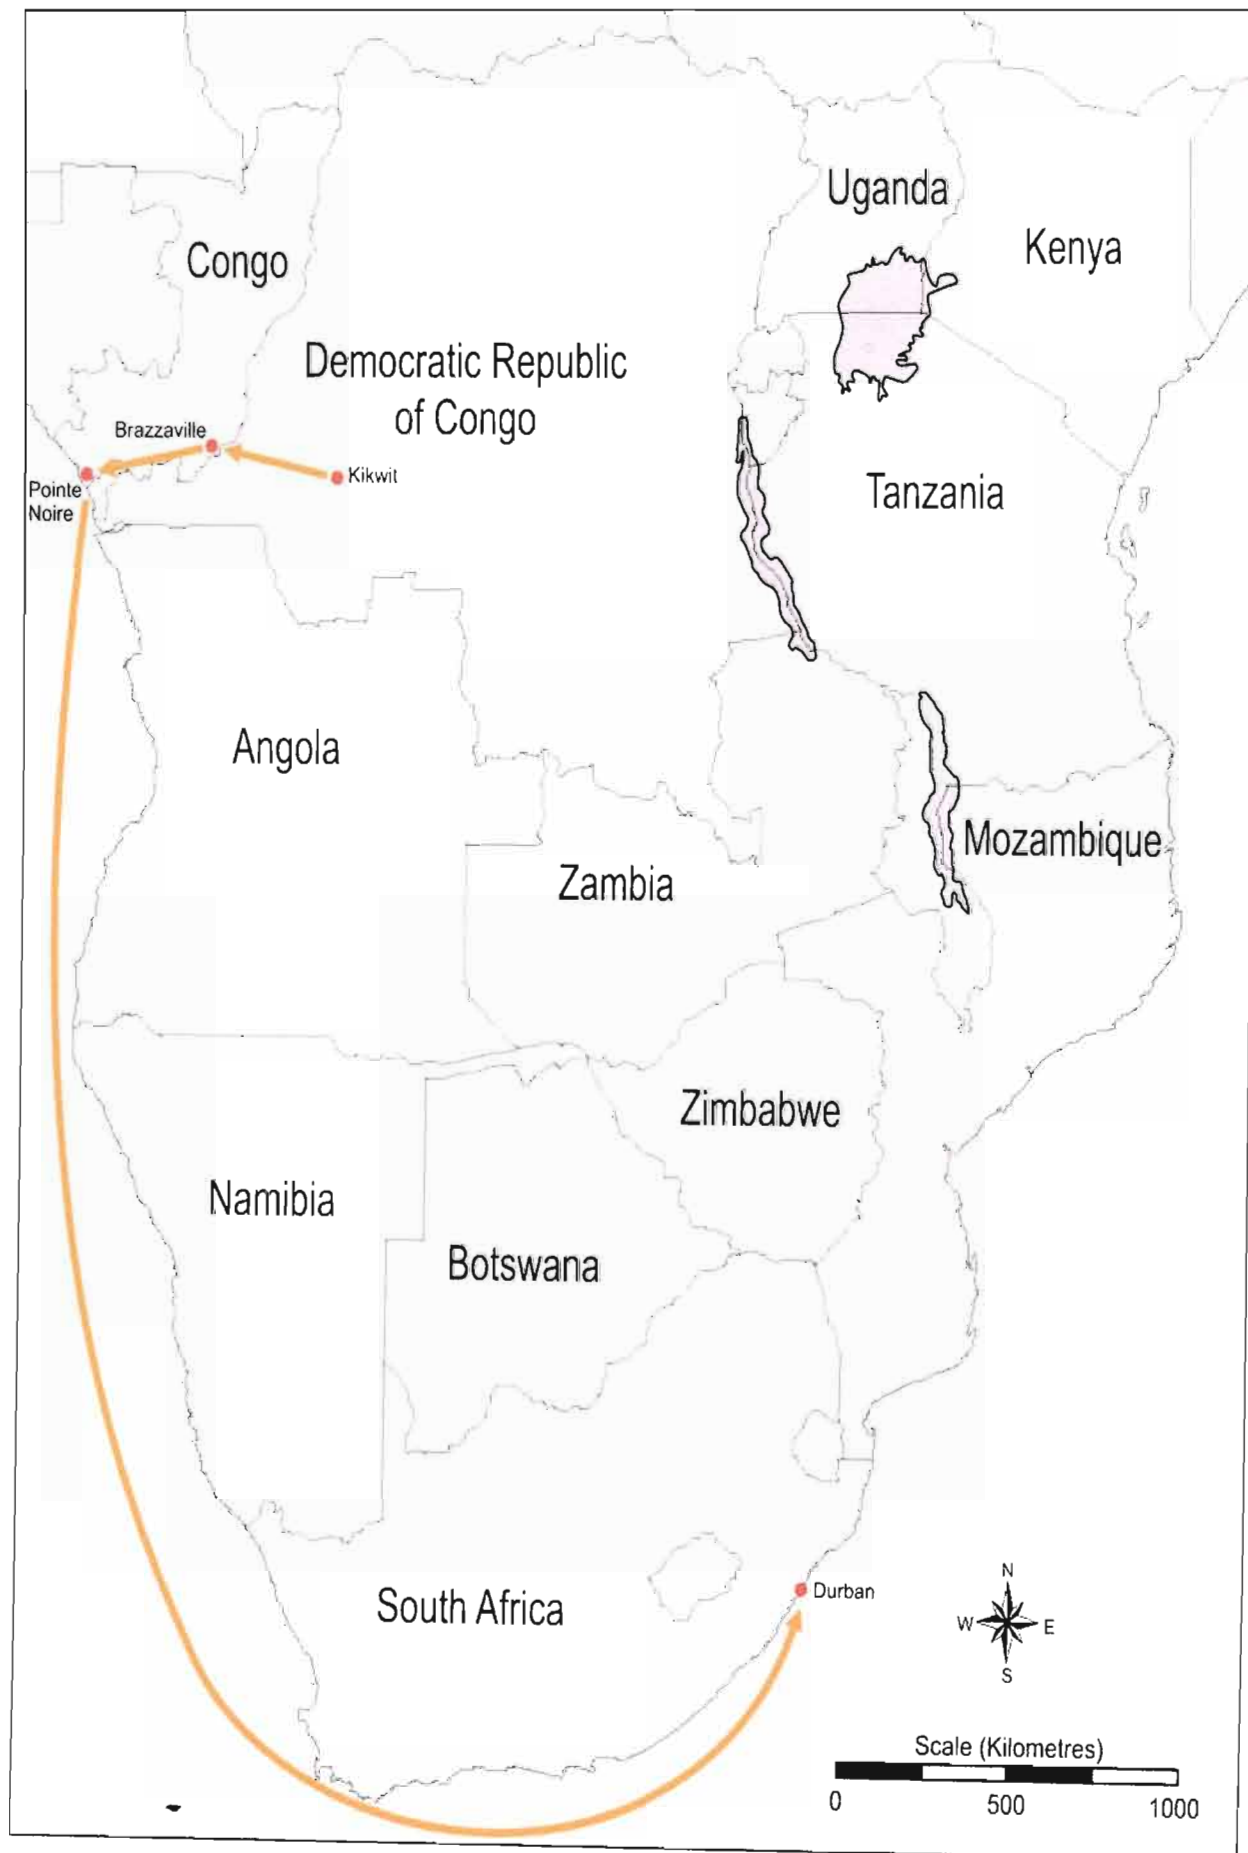 Uganda
Kenya
Congo
Democratic Republic
of Congo
Brazzaville
Kikwit
Pointe
Noire
Tanzania
Angola
Mozambique
Zambia
Zimbabwe
Namibia
Botswana
South Africa
Durban
N
W E
S
Scale (Kilometres)
0 500 1000